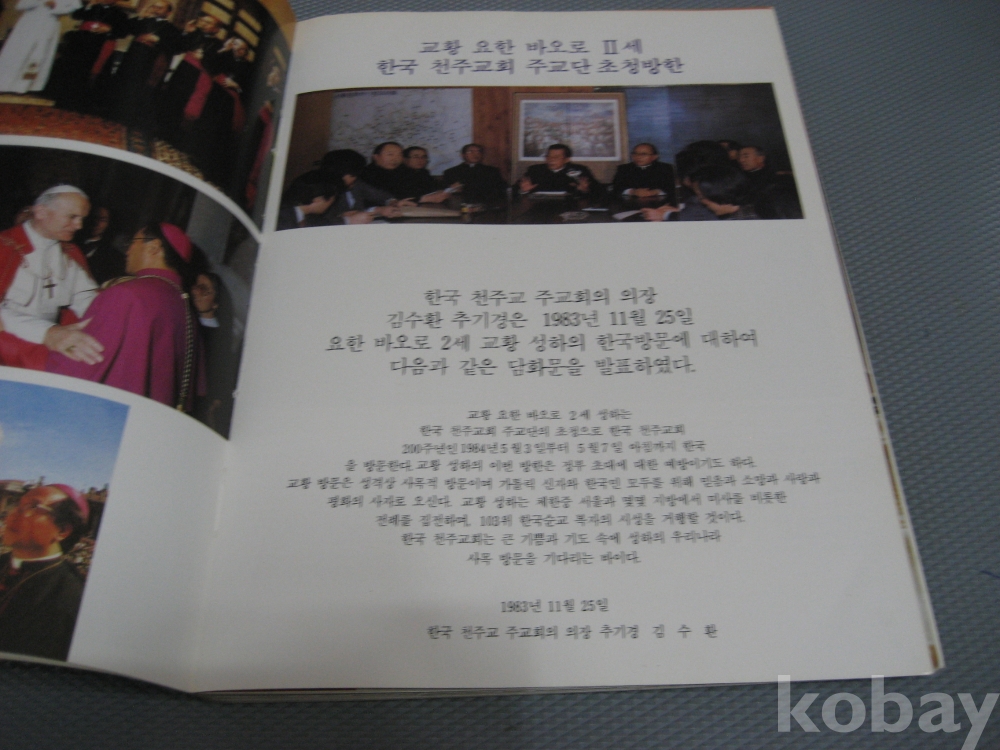 교황 요한 바오로 Ⅱ세
한국 천주교회 주교단 초청방한
한국 천주교 주교회의 의장
김수환 추기경은 1983년 11월 25일
요한 바오로 2세 교황 성하의 한국방문에 대하여
다음과 같은 담화문을 발표하였다.
교황 요한 바오로 2세 성하는
한국 천주교회 주교단의 초청으로 한국 천주교회
200주년인 1984년 5월 3일부터 5월 7일 아침까지 한국
을 방문한다. 교황 성하의 이번 방한은 정부 초대에 대한 예방이기도 하다.
교황 방문은 성격상 사목적 방문이며 가톨릭 신자와 한국민 모두를 위해 믿음과 소망과 사랑과
평화의 사자로 오신다. 교황 성하는 체한중 서울과 몇몇 지방에서 미사를 비롯한
전례를 집전하며, 103위 한국순교 복자의 시성을 거행할 것이다.
한국 천주교회는 큰 기쁨과 기도 속에 성하의 우리나라
사목 방문을 기다리는 바이다.
1983년 11월 25일
한국 천주교 주교회의 의장 추기경 김 수 환
kobay